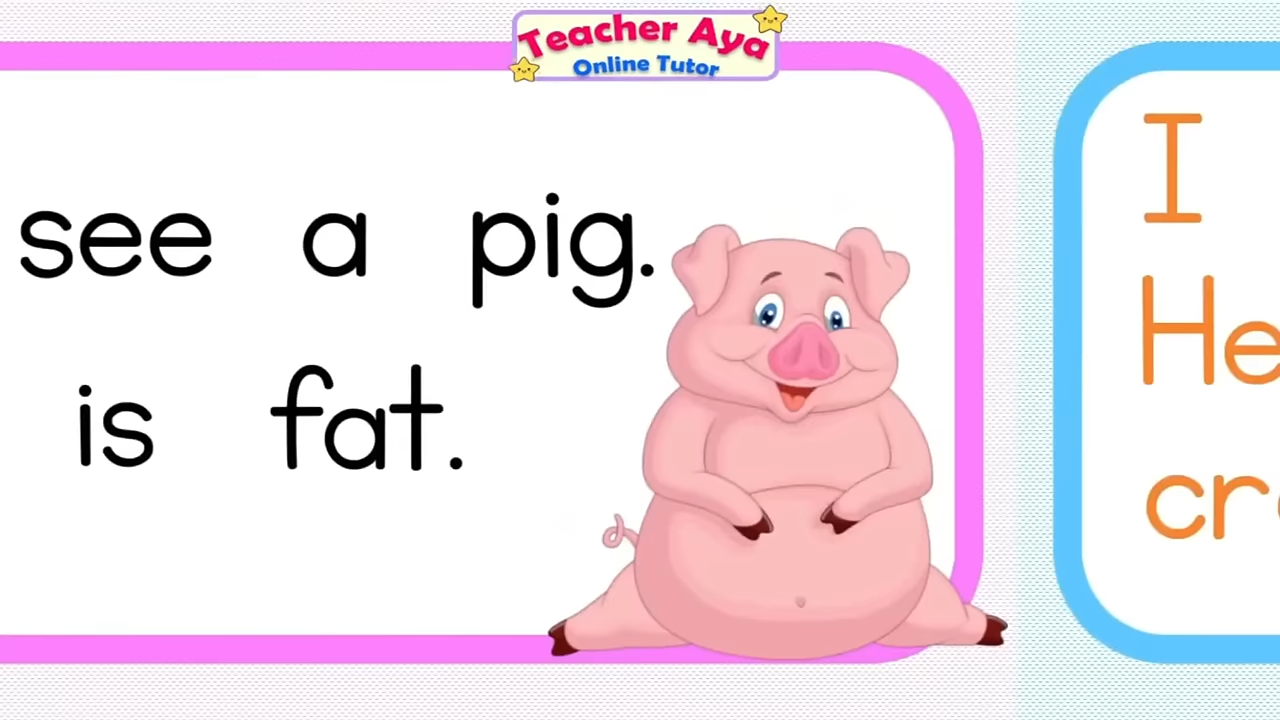 Teacher Aya
Online Tutor
see a pig.
is fat.
I
He
cr